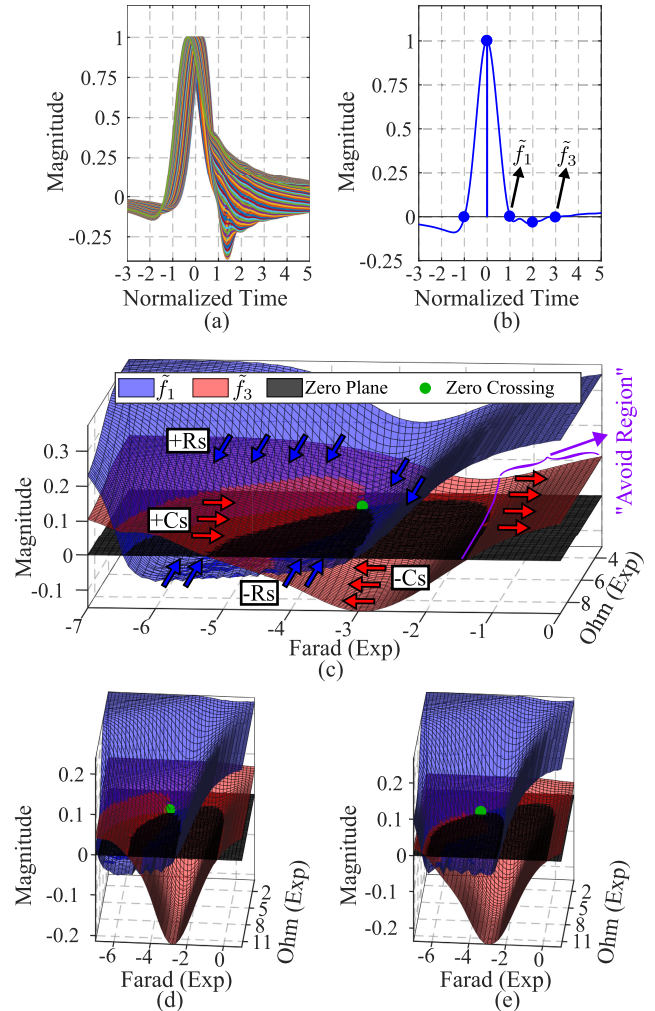 1
0.75
0.5
0.25
0
-0.25
Magnitude
-3 -2 -1 0 1 2 3 4 5
Normalized Time
(a)
1
0.75
0.5
0.25
0
-0.25
Magnitude
f̃₁
f̃₃
-3 -2 -1 0 1 2 3 4 5
Normalized Time
(b)
f̃₁ f̃₃ Zero Plane Zero Crossing
"Avoid Region"
+Rs
+Cs
-Rs
-Cs
0.3
0.2
0.1
0
-0.1
Magnitude
-7 -6 -5 -4 -3 -2 -1 0
Farad (Exp)
4
6
8
Ohm (Exp)
(c)
0.2
0.1
0
-0.1
-0.2
Magnitude
-6 -4 -2 0
Farad (Exp)
2
5
8
11
Ohm (Exp)
(d)
0.2
0.1
0
-0.1
-0.2
Magnitude
-6 -4 -2 0
Farad (Exp)
2
5
8
11
Ohm (Exp)
(e)